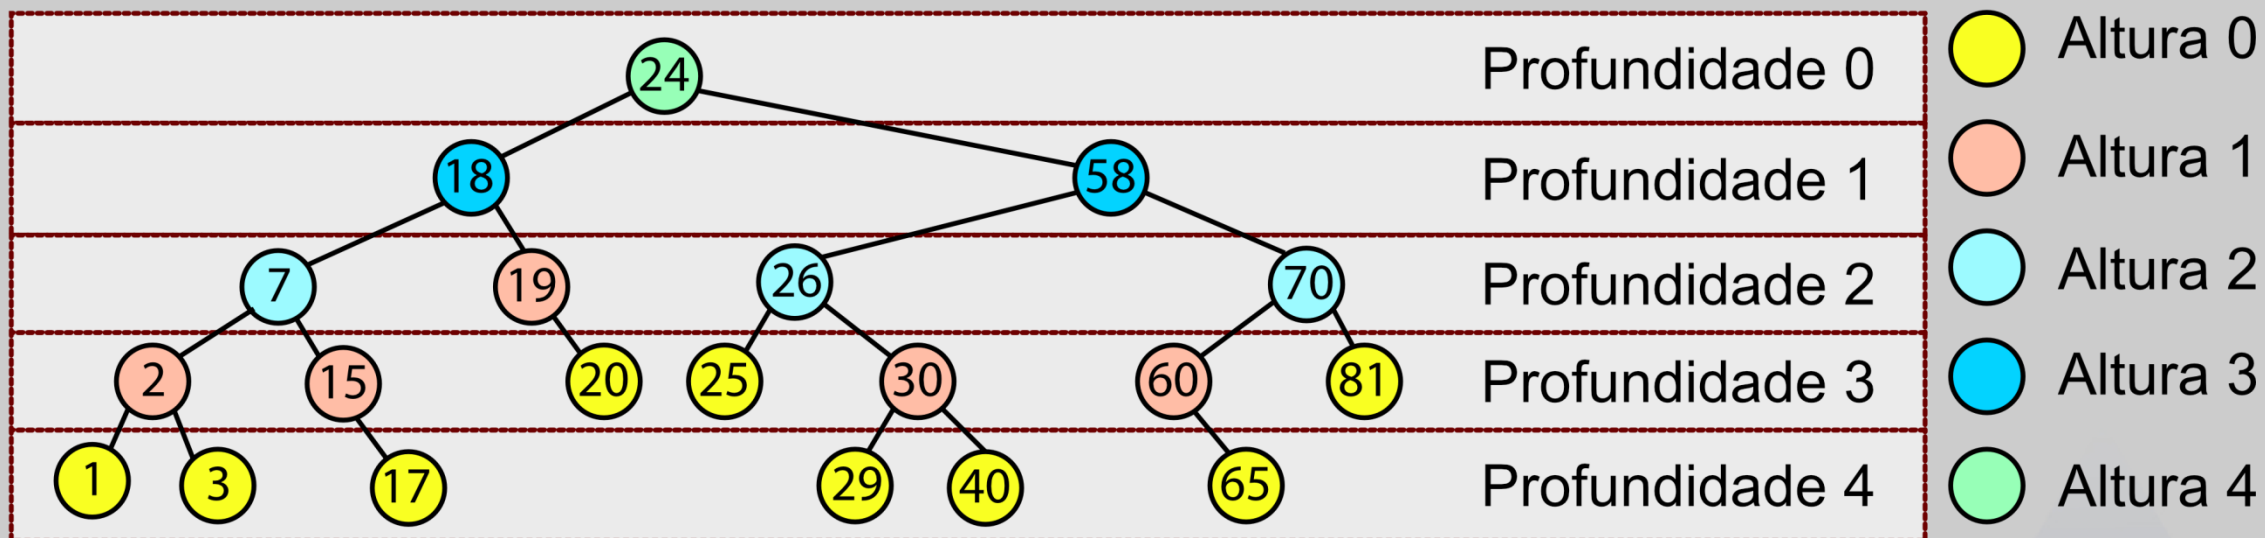 24 Profundidade 0
18 58 Profundidade 1
7 19 26 70 Profundidade 2
2 15 20 25 30 60 81 Profundidade 3
1 3 17 29 40 65 Profundidade 4
Altura 0
Altura 1
Altura 2
Altura 3
Altura 4